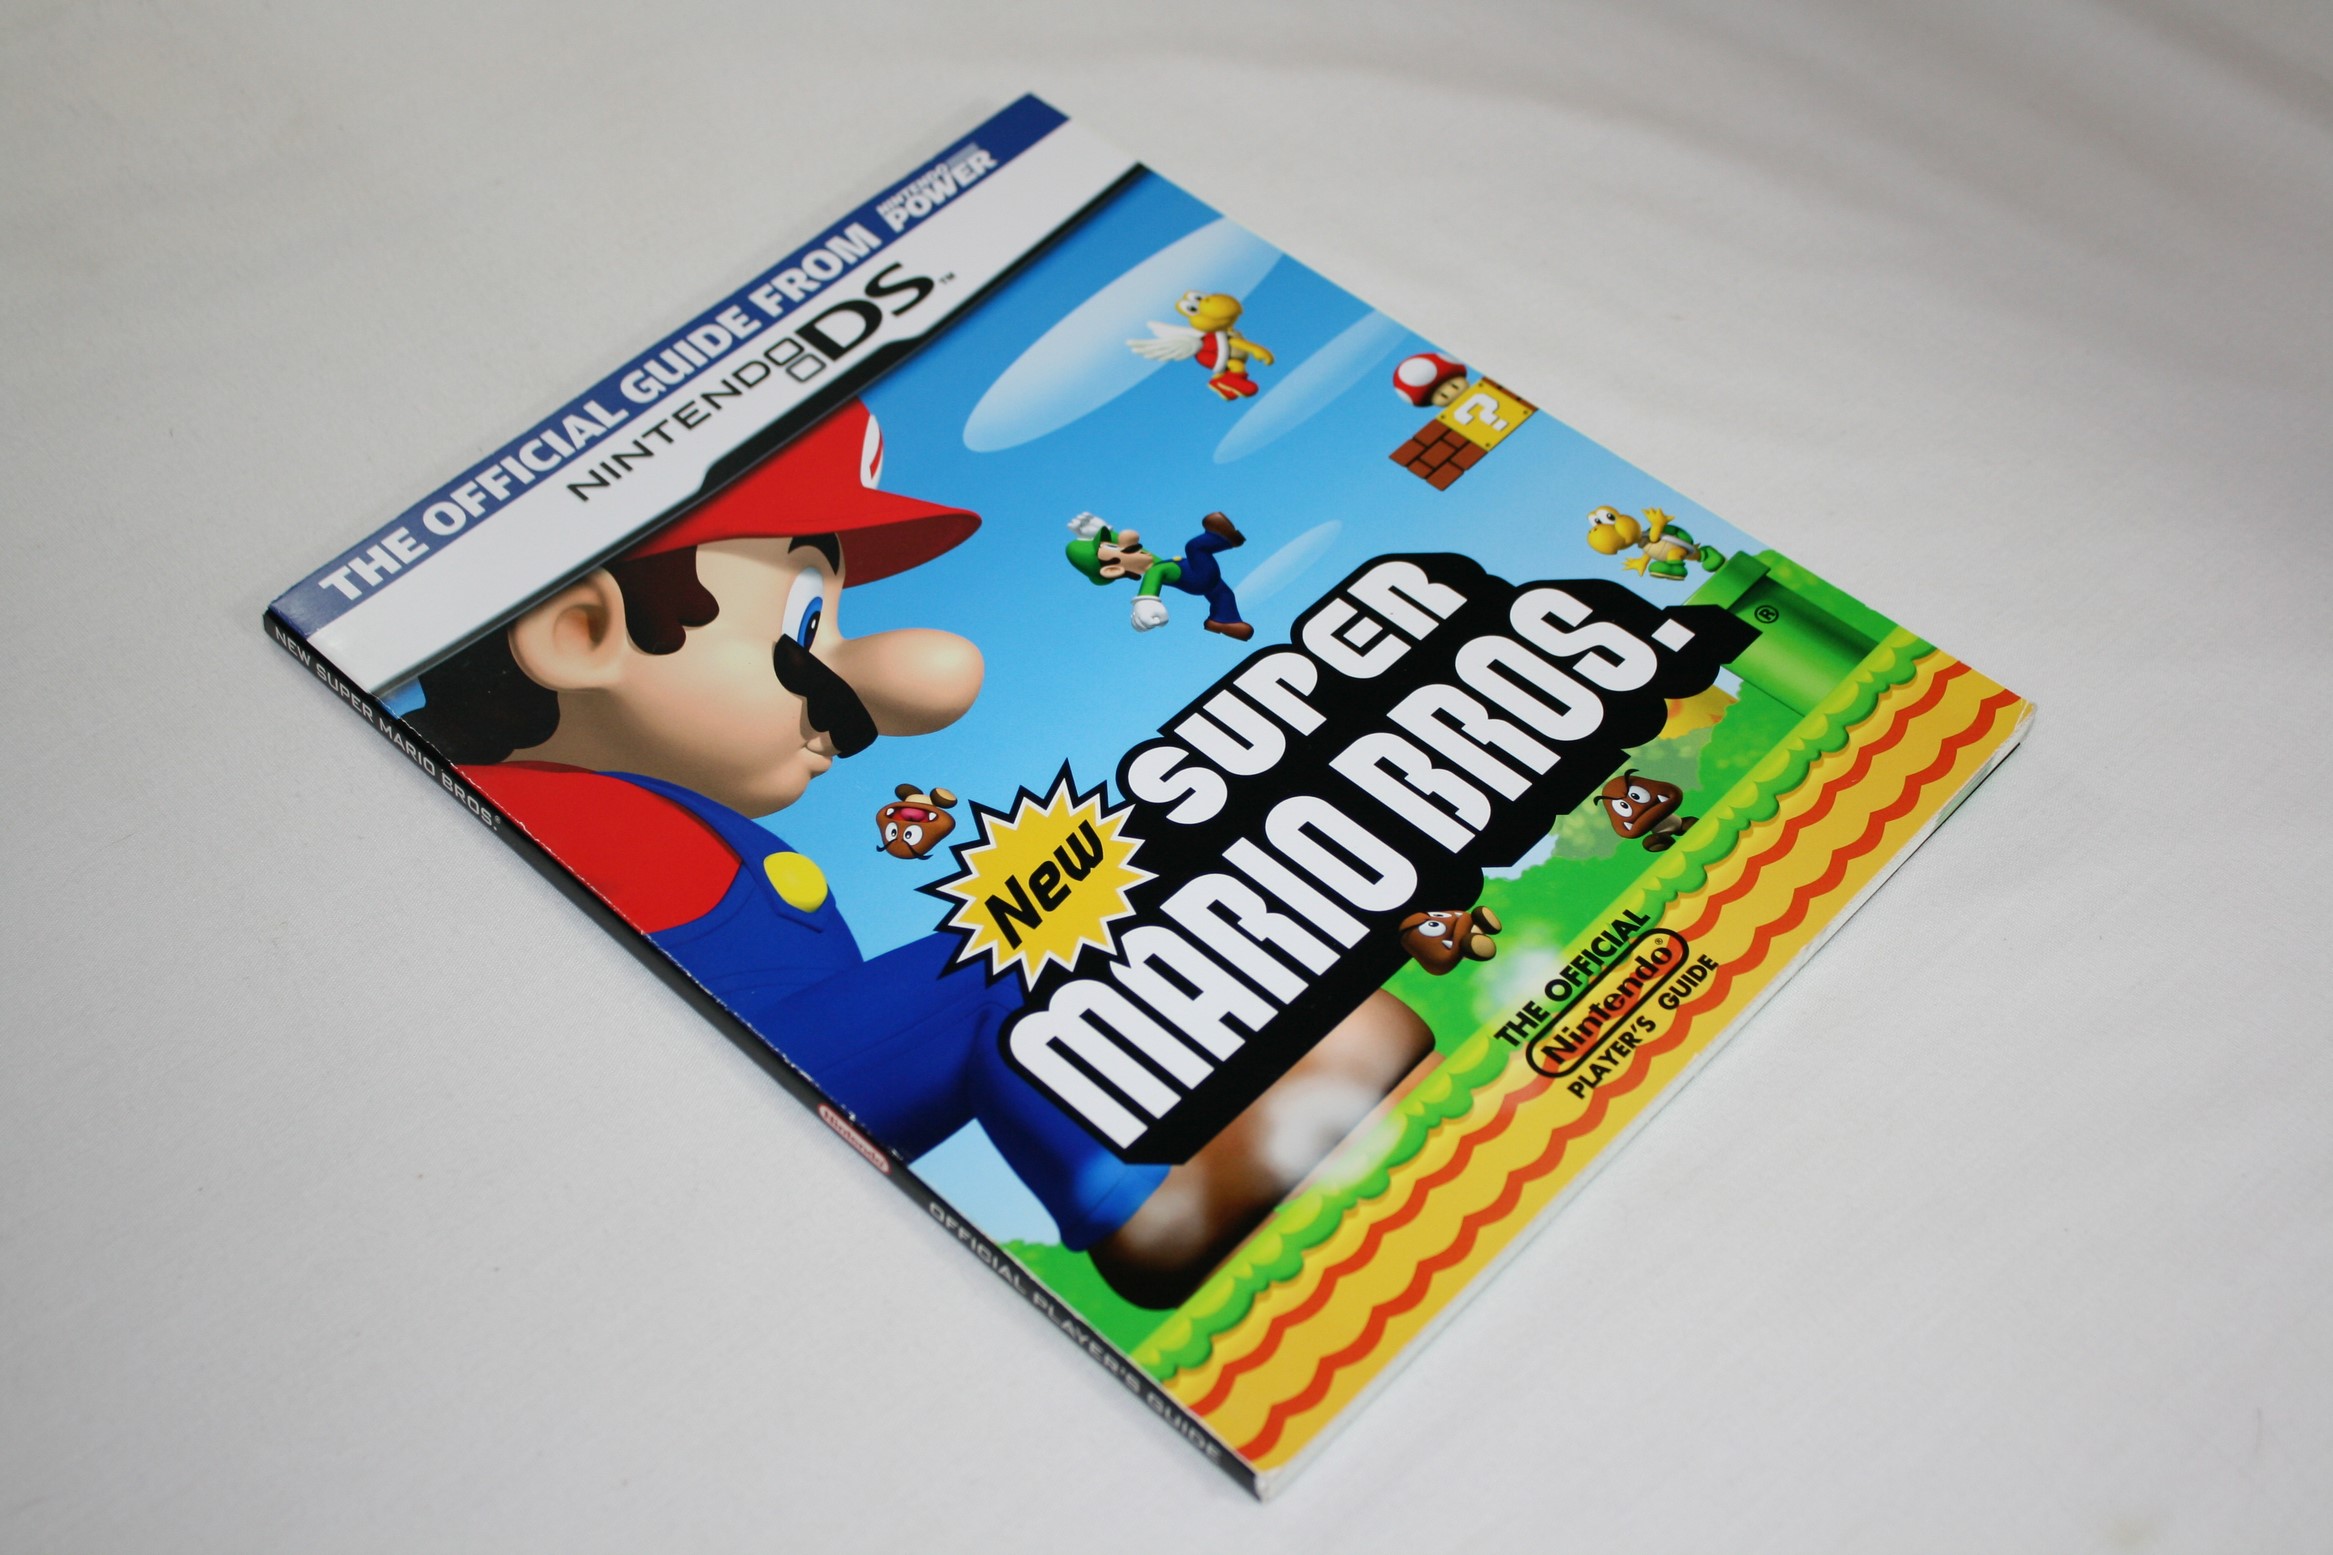 THE OFFICIAL GUIDE FROM NINTENDO POWER
NINTENDO DS™
?
New
SUPER
MARIO BROS.®
THE OFFICIAL
Nintendo®
PLAYER'S GUIDE
NEW SUPER MARIO BROS.® Nintendo OFFICIAL PLAYER'S GUIDE